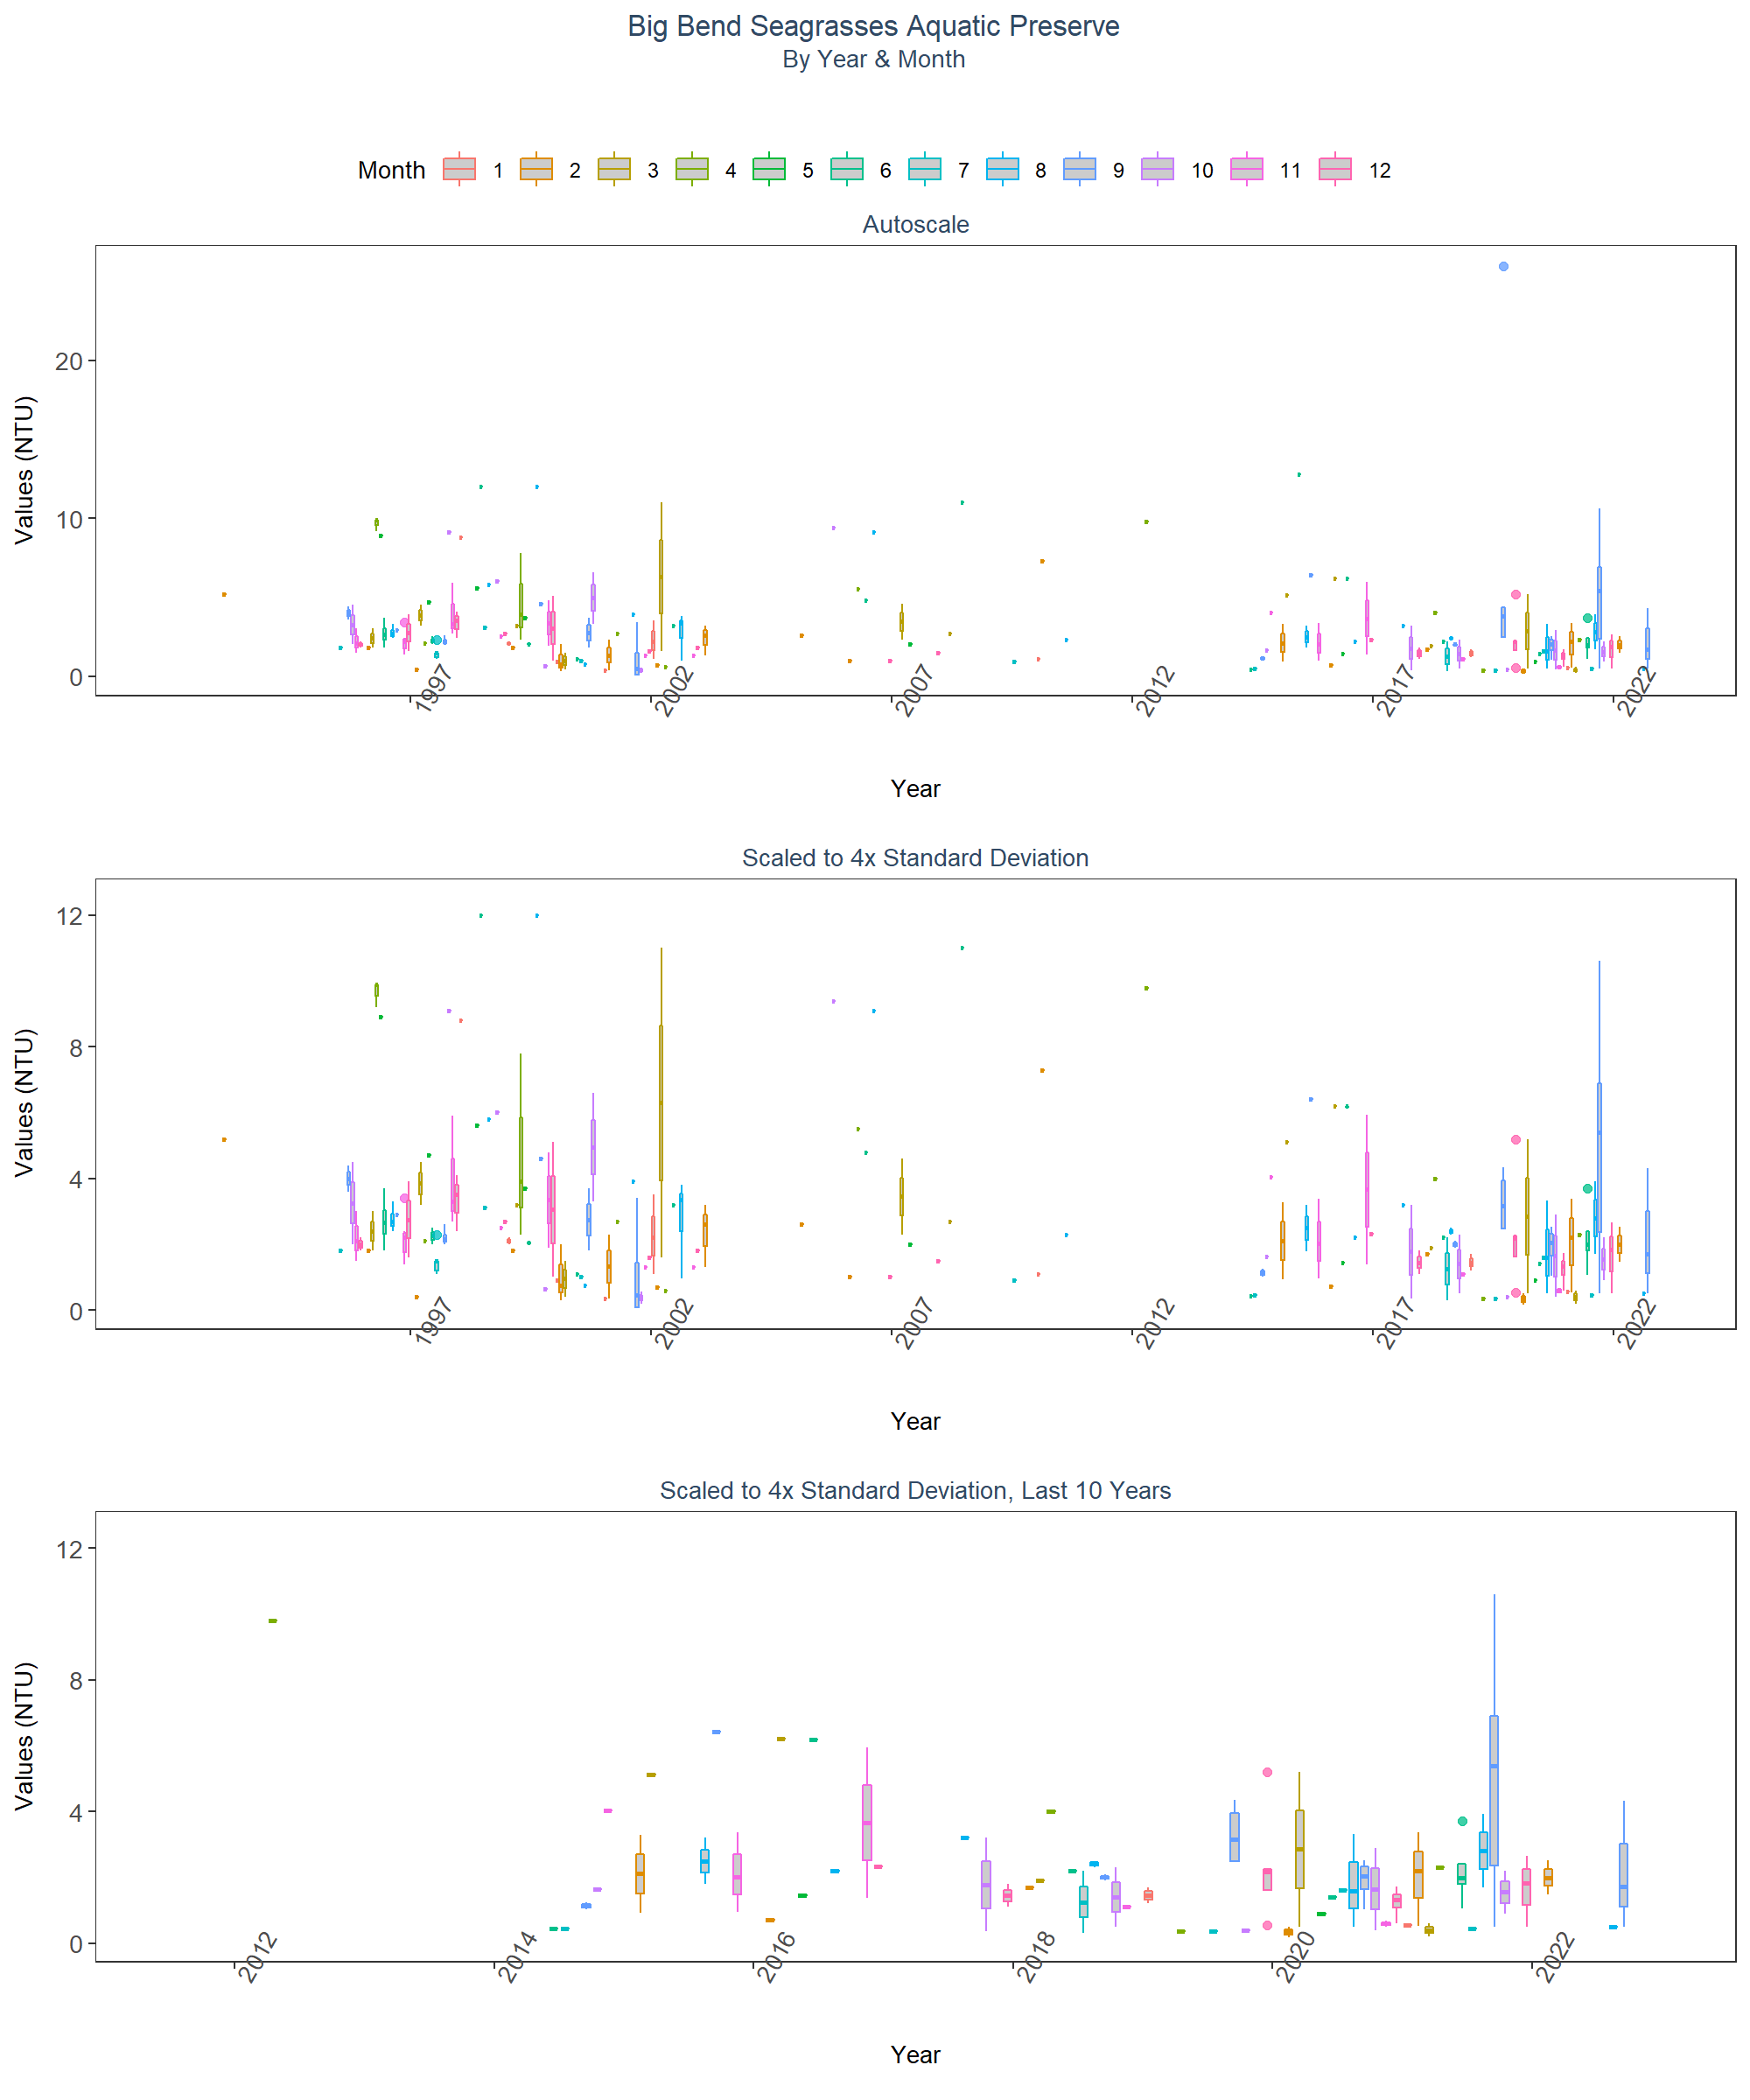 Big Bend Seagrasses Aquatic Preserve
By Year & Month
Month 1 2 3 4 5 6 7 8 9 10 11 12
Autoscale
Values (NTU)
20
10
0
1997 2002 2007 2012 2017 2022
Year
Scaled to 4x Standard Deviation
Values (NTU)
12
8
4
0
1997 2002 2007 2012 2017 2022
Year
Scaled to 4x Standard Deviation, Last 10 Years
Values (NTU)
12
8
4
0
2012 2014 2016 2018 2020 2022
Year